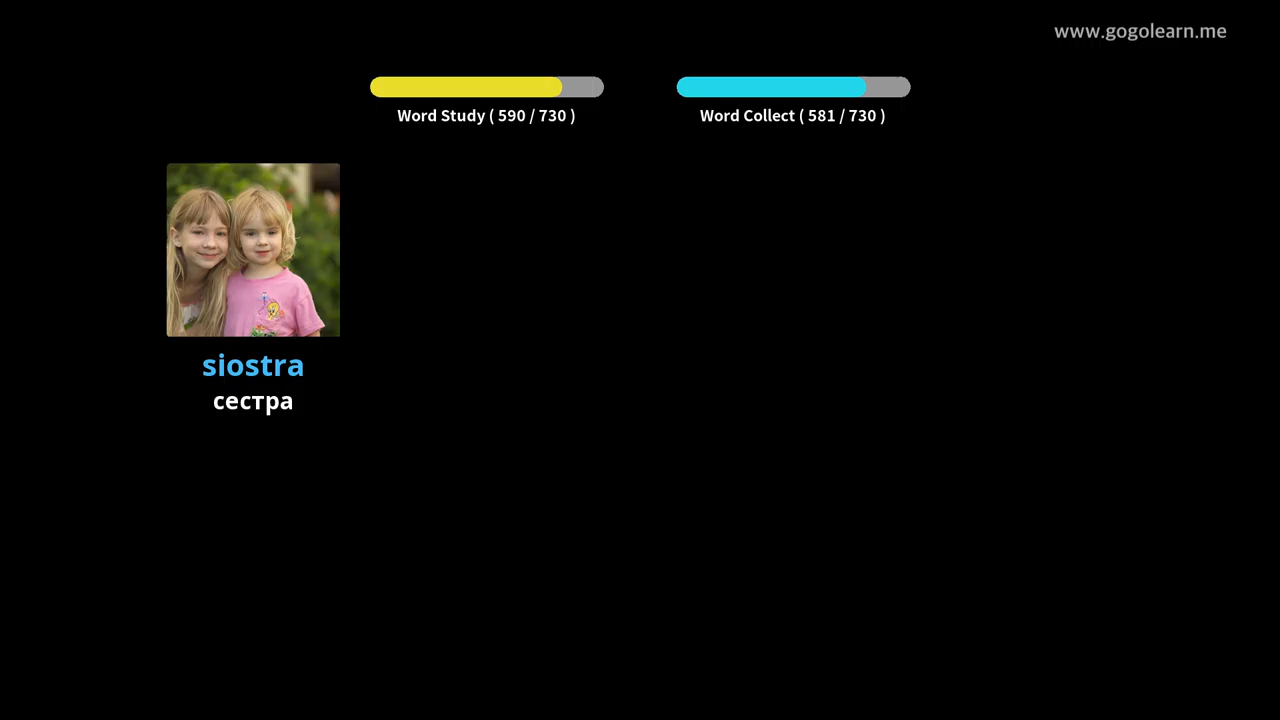 www.gogolearn.me
Word Study ( 590 / 730 )
Word Collect ( 581 / 730 )
siostra
сестра